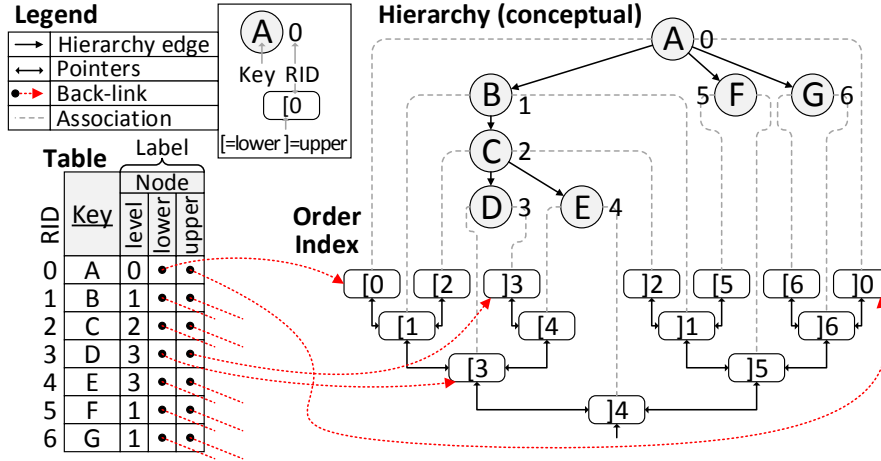 Legend
Hierarchy edge
Pointers
Back-link
Association
A 0
Key RID
[0
[=lower ]=upper
Hierarchy (conceptual)
A 0
B 1
5 F
G 6
C 2
D 3
E 4
Table
Label
Node
RID Key level lower upper
0 A 0
1 B 1
2 C 2
3 D 3
4 E 3
5 F 1
6 G 1
Order
Index
[0 [2 ]3 ]2 [5 [6 ]0
[1 [4 ]1 ]6
[3 ]5
]4